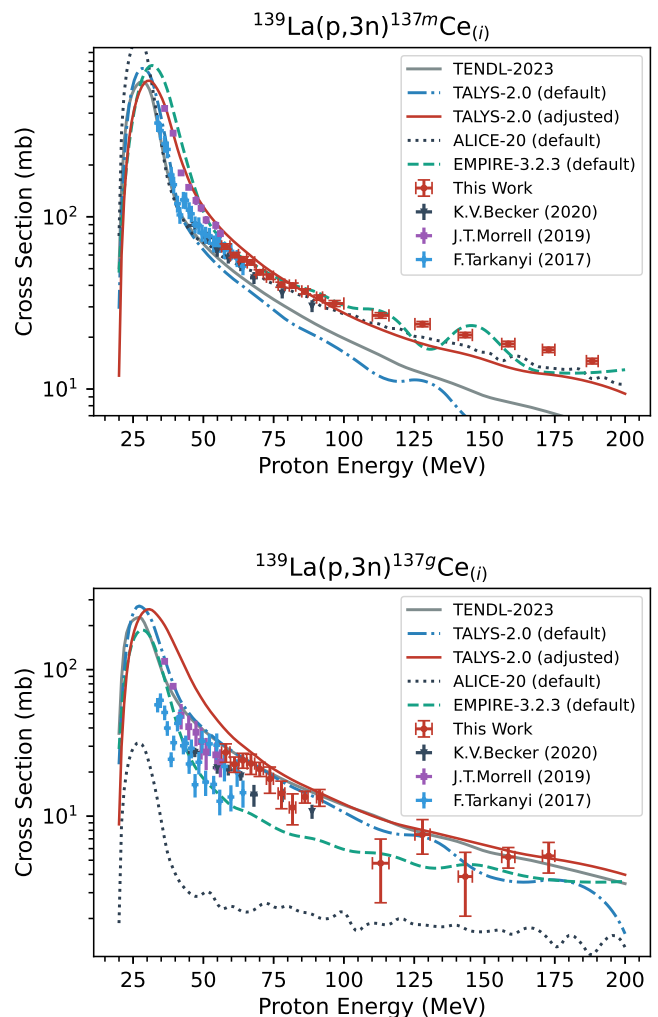 ¹³⁹La(p,3n)¹³⁷ᵐCe₍ᵢ₎
Cross Section (mb)
10²
10¹
TENDL-2023
TALYS-2.0 (default)
TALYS-2.0 (adjusted)
ALICE-20 (default)
EMPIRE-3.2.3 (default)
This Work
K.V.Becker (2020)
J.T.Morrell (2019)
F.Tarkanyi (2017)
25 50 75 100 125 150 175 200
Proton Energy (MeV)
¹³⁹La(p,3n)¹³⁷ᵍCe₍ᵢ₎
Cross Section (mb)
10²
10¹
TENDL-2023
TALYS-2.0 (default)
TALYS-2.0 (adjusted)
ALICE-20 (default)
EMPIRE-3.2.3 (default)
This Work
K.V.Becker (2020)
J.T.Morrell (2019)
F.Tarkanyi (2017)
25 50 75 100 125 150 175 200
Proton Energy (MeV)